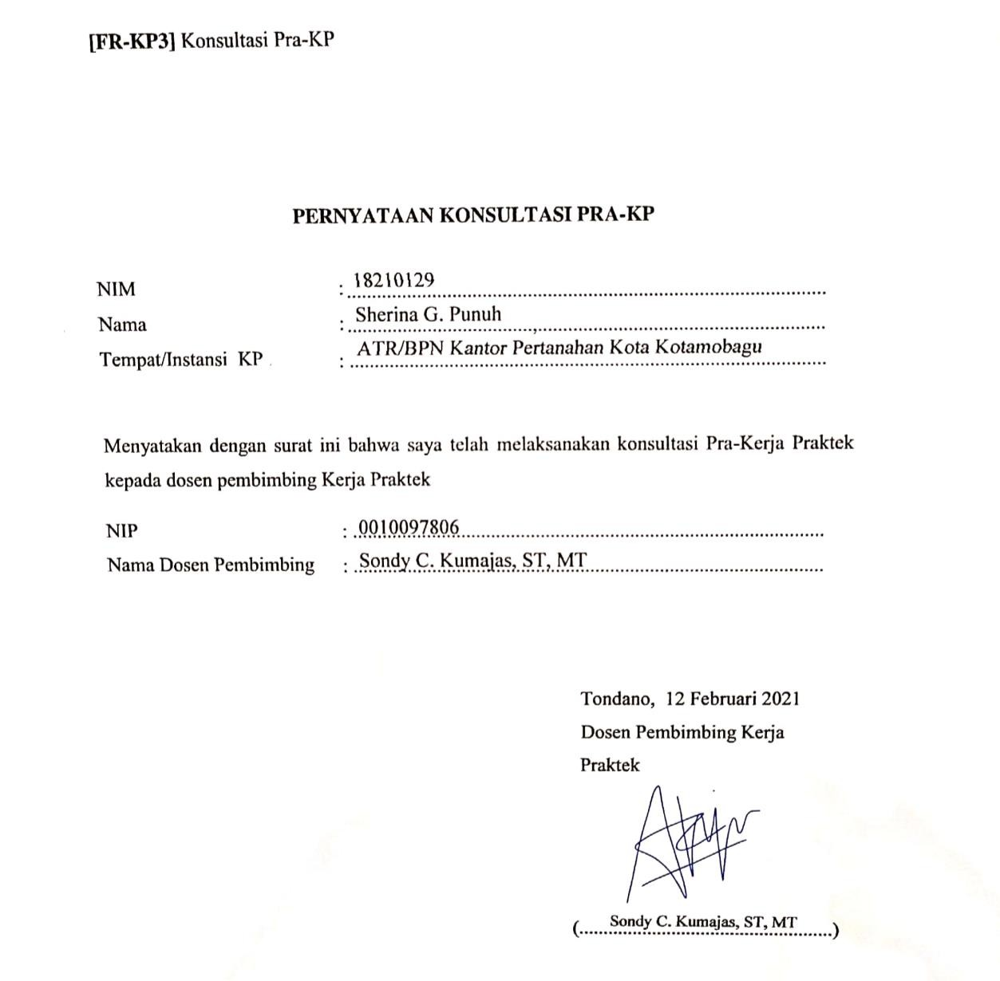 [FR-KP3] Konsultasi Pra-KP
PERNYATAAN KONSULTASI PRA-KP
NIM : 18210129
Nama : Sherina G. Punuh
Tempat/Instansi KP : ATR/BPN Kantor Pertanahan Kota Kotamobagu
Menyatakan dengan surat ini bahwa saya telah melaksanakan konsultasi Pra-Kerja Praktek
kepada dosen pembimbing Kerja Praktek
NIP : 0010097806
Nama Dosen Pembimbing : Sondy C. Kumajas, ST, MT
Tondano, 12 Februari 2021
Dosen Pembimbing Kerja
Praktek
(Sondy C. Kumajas, ST, MT)